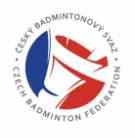 ČESKÝ BADMINTONOVÝ SVAZ
CZECH BADMINTON FEDERATION